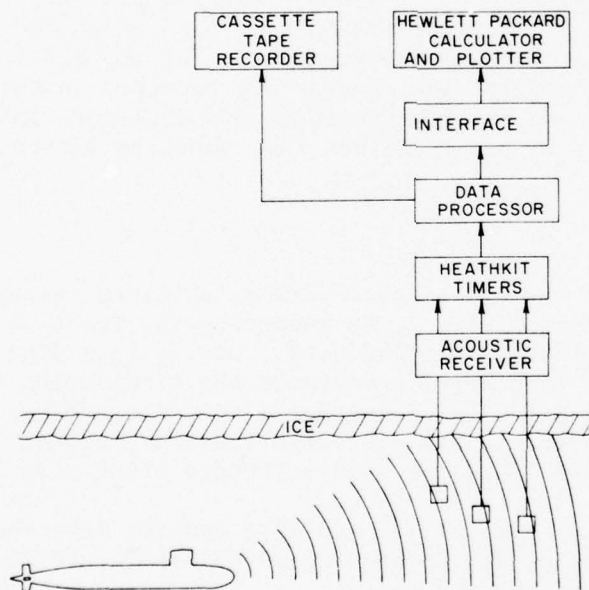 CASSETTE
TAPE
RECORDER
HEWLETT PACKARD
CALCULATOR
AND PLOTTER
INTERFACE
DATA
PROCESSOR
HEATHKIT
TIMERS
ACOUSTIC
RECEIVER
ICE